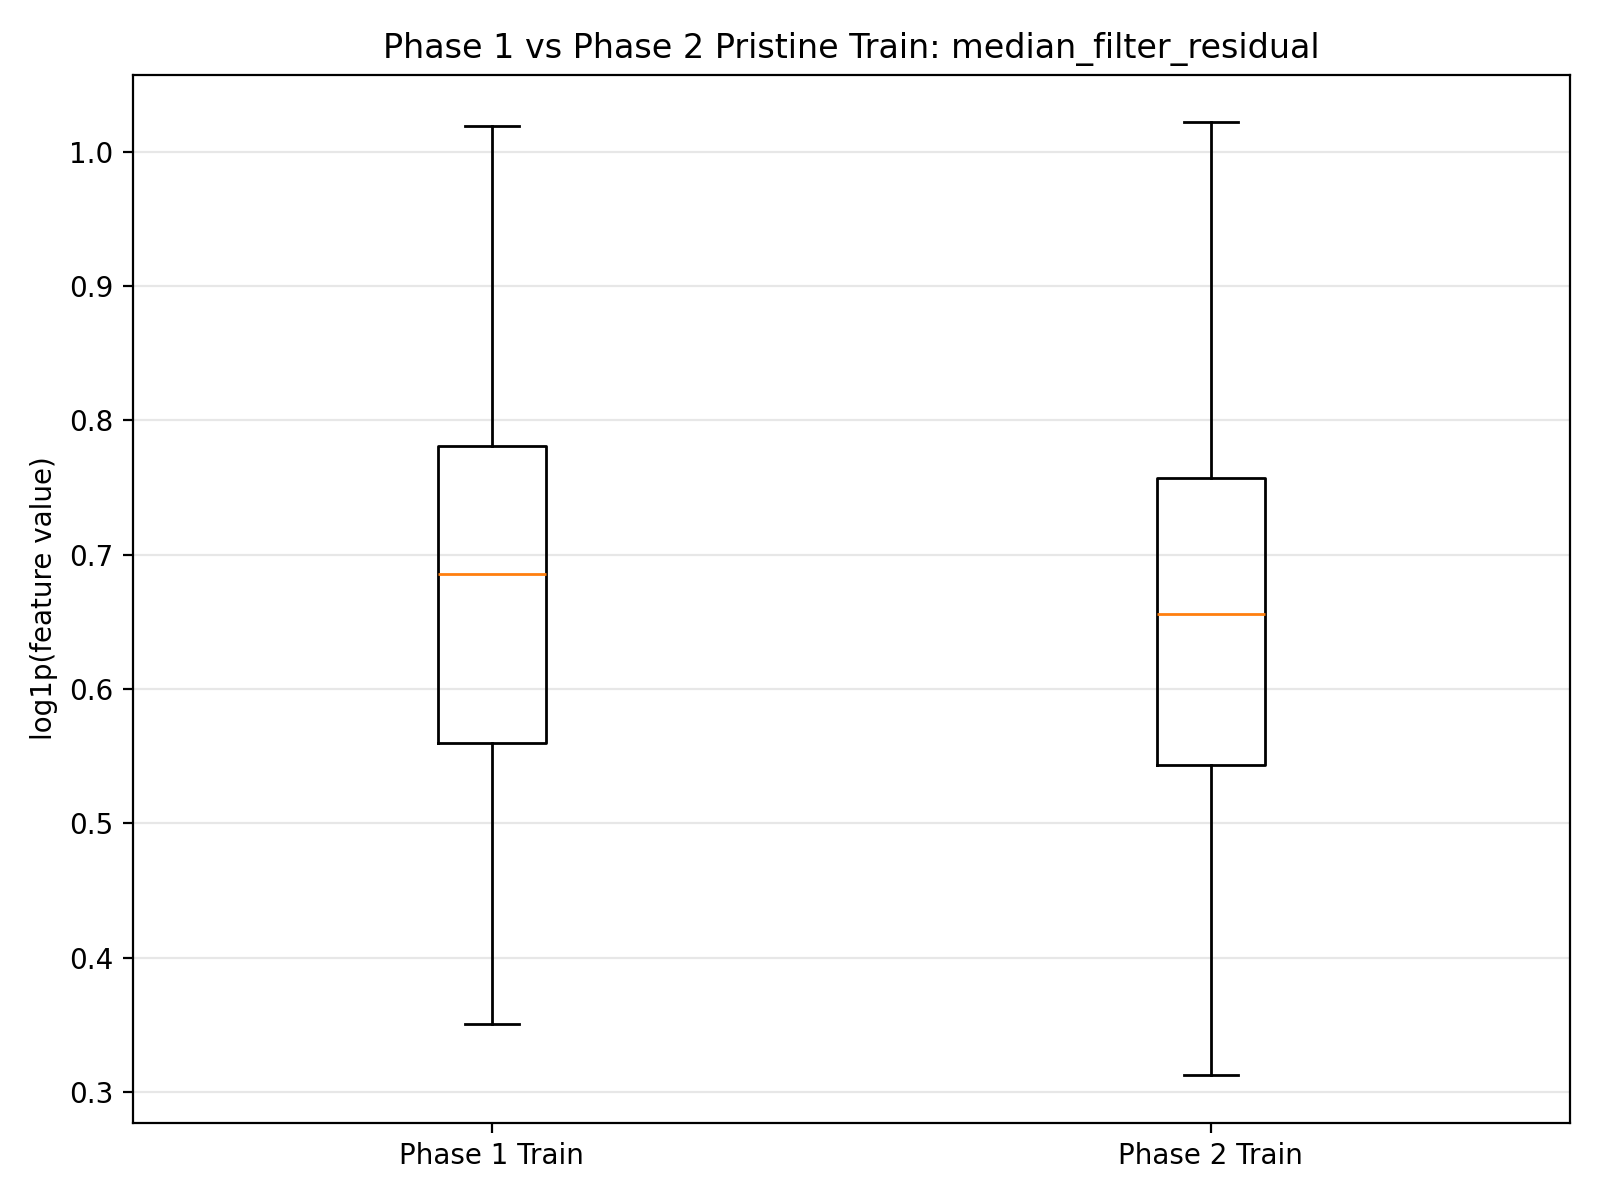 Phase 1 vs Phase 2 Pristine Train: median_filter_residual
log1p(feature value)
1.0
0.9
0.8
0.7
0.6
0.5
0.4
0.3
Phase 1 Train
Phase 2 Train